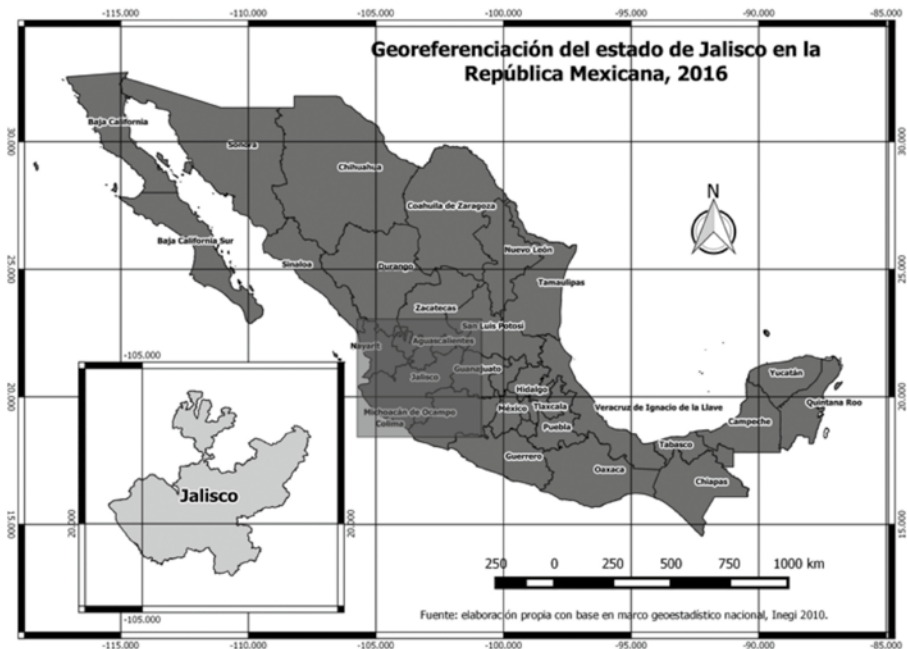 -115.000 -110.000 -105.000 -100.000 -95.000 -90.000 -85.000
Georeferenciación del estado de Jalisco en la
República Mexicana, 2016
Baja California
30.000
30.000
Sonora
Chihuahua
Coahuila de Zaragoza
N
Baja California Sur
Nuevo León
Sinaloa
Durango
25.000
25.000
Tamaulipas
Zacatecas
San Luis Potosí
Nayarit
Aguascalientes
-105.000
Guanajuato
Jalisco
Yucatán
Hidalgo
20.000
20.000
Quintana Roo
Michoacán de Ocampo
México
Tlaxcala
Veracruz de Ignacio de la Llave
Colima
Puebla
Campeche
Tabasco
Guerrero
Oaxaca
Chiapas
Jalisco
20.000
20.000
15.000
15.000
250 0 250 500 750 1000 km
-105.000
Fuente: elaboración propia con base en marco geoestadístico nacional, Inegi 2010.
-115.000 -110.000 -105.000 -100.000 -95.000 -90.000 -85.000